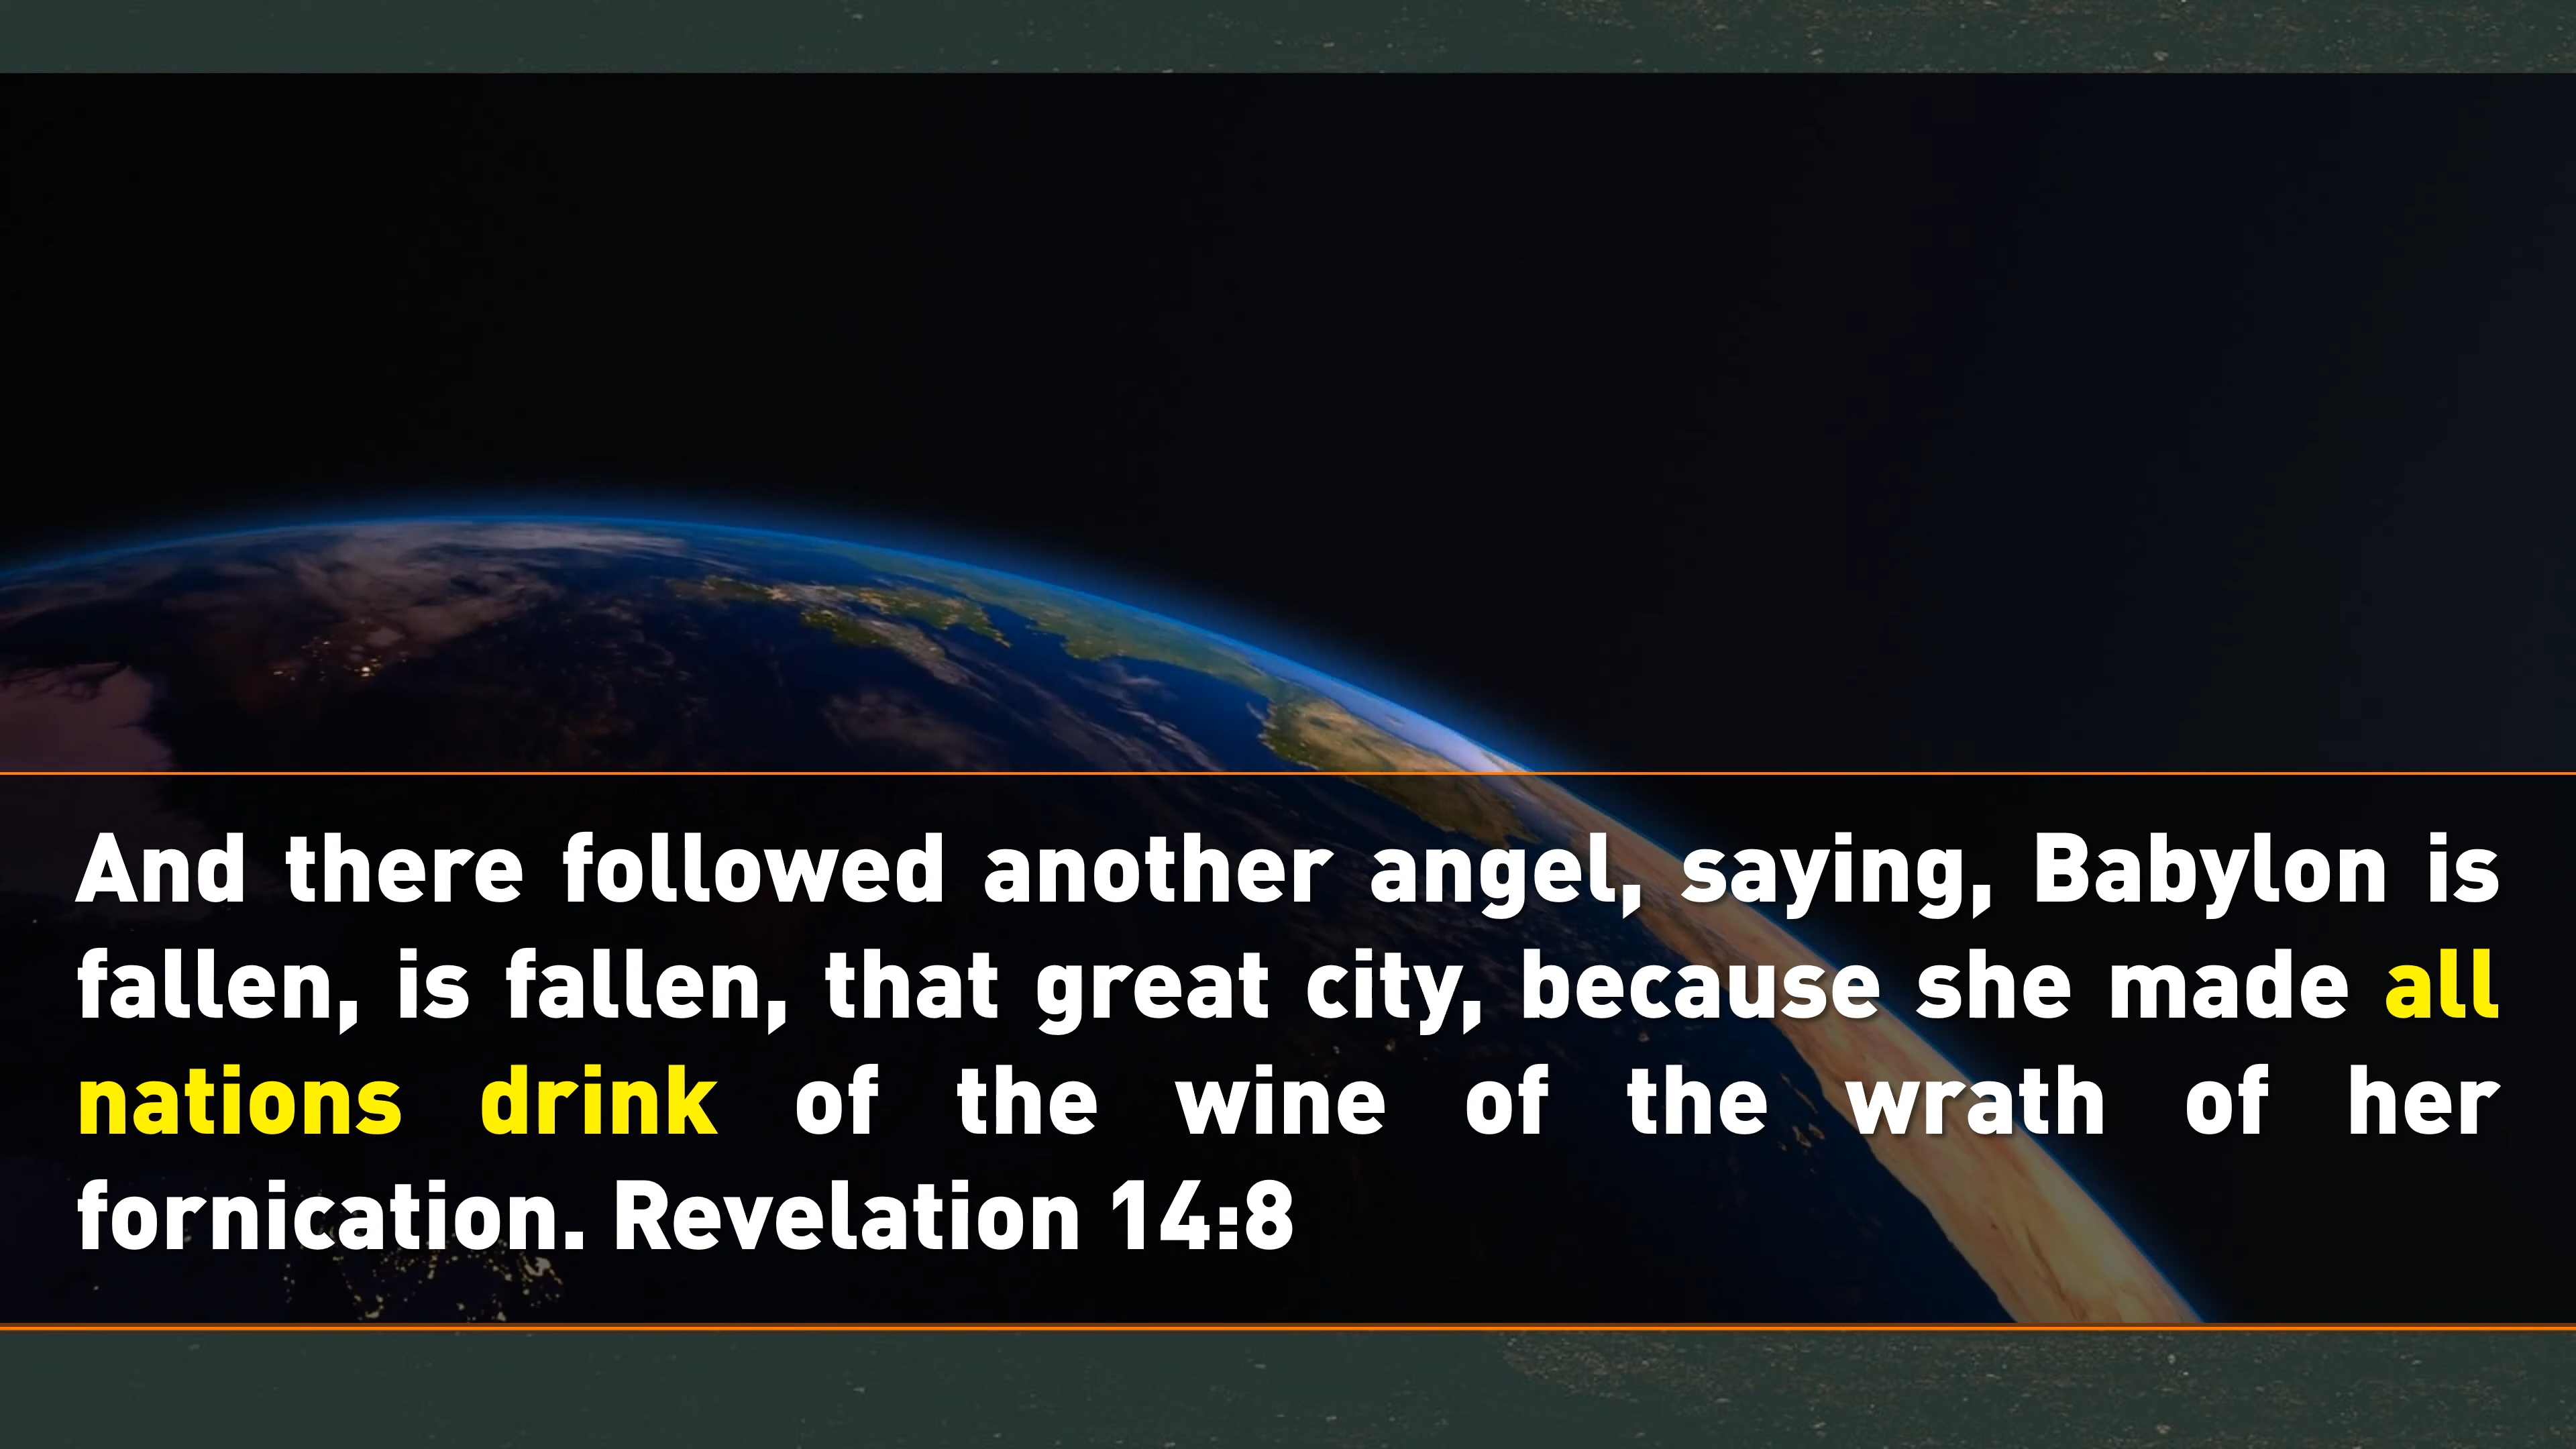 And there followed another angel, saying, Babylon is
fallen, is fallen, that great city, because she made all
nations drink of the wine of the wrath of her
fornication. Revelation 14:8